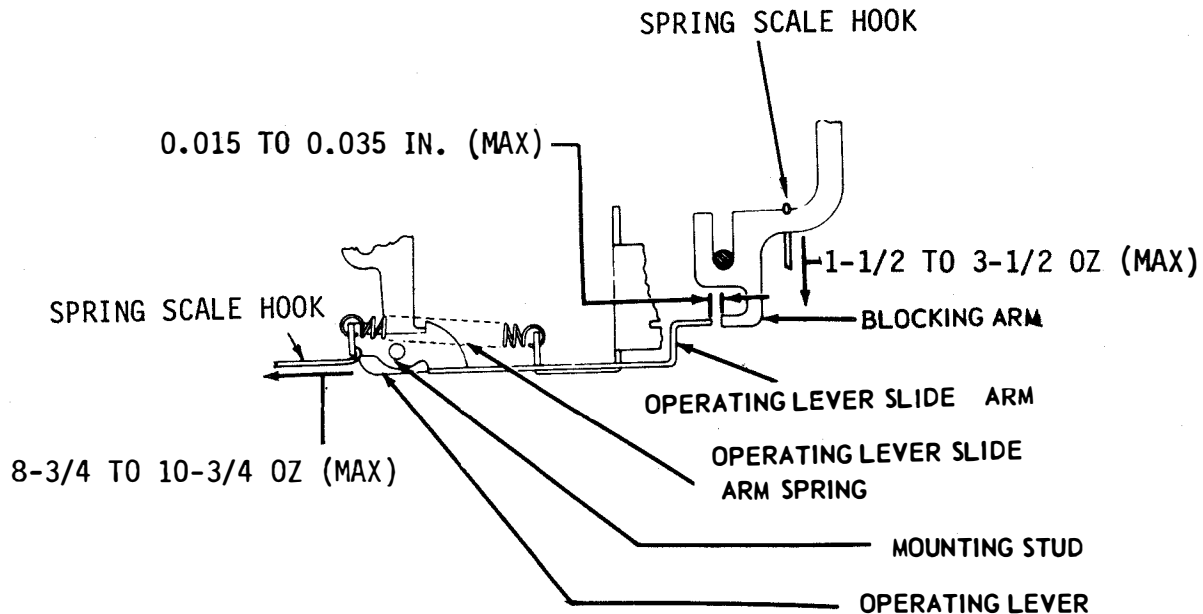 SPRING SCALE HOOK
0.015 TO 0.035 IN. (MAX)
1-1/2 TO 3-1/2 OZ (MAX)
SPRING SCALE HOOK
BLOCKING ARM
OPERATING LEVER SLIDE ARM
8-3/4 TO 10-3/4 OZ (MAX)
OPERATING LEVER SLIDE
ARM SPRING
MOUNTING STUD
OPERATING LEVER